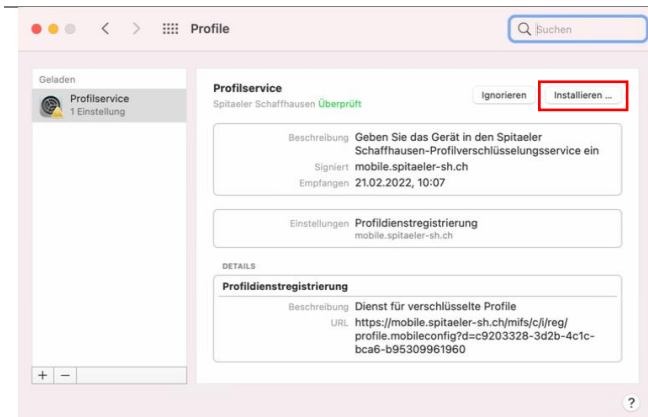 Profile
Suchen
Geladen
Profilservice
1 Einstellung
Profilservice
Spitaeler Schaffhausen Überprüft
Ignorieren
Installieren ...
Beschreibung Geben Sie das Gerät in den Spitaeler
Schaffhausen-Profilverschlüsselungsservice ein
Signiert mobile.spitaeler-sh.ch
Empfangen 21.02.2022, 10:07
Einstellungen Profildienstregistrierung
mobile.spitaeler-sh.ch
DETAILS
Profildienstregistrierung
Beschreibung Dienst für verschlüsselte Profile
URL https://mobile.spitaeler-sh.ch/mifs/c/i/reg/
profile.mobileconfig?d=c9203328-3d2b-4c1c-
bca6-b95309961960
+ −
?